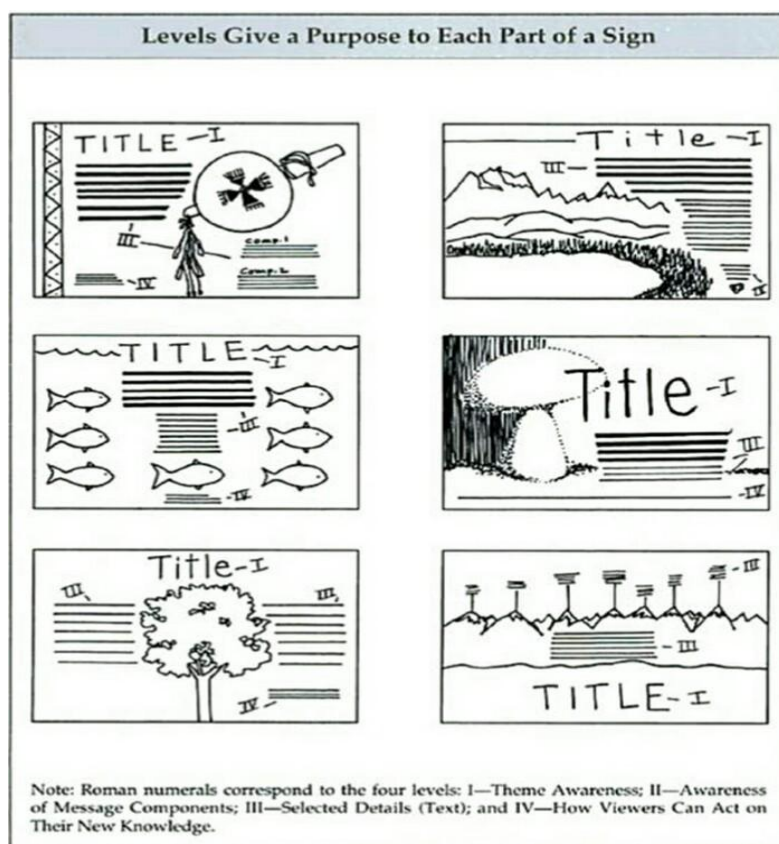 Levels Give a Purpose to Each Part of a Sign
TITLE-I
III
Comp.1
Comp.2
IV
Title-I
III
TITLE-I
III
IV
Title-I
III
IV
Title-I
III
III
IV
III
III
TITLE-I
Note: Roman numerals correspond to the four levels: I—Theme Awareness; II—Awareness
of Message Components; III—Selected Details (Text); and IV—How Viewers Can Act on
Their New Knowledge.